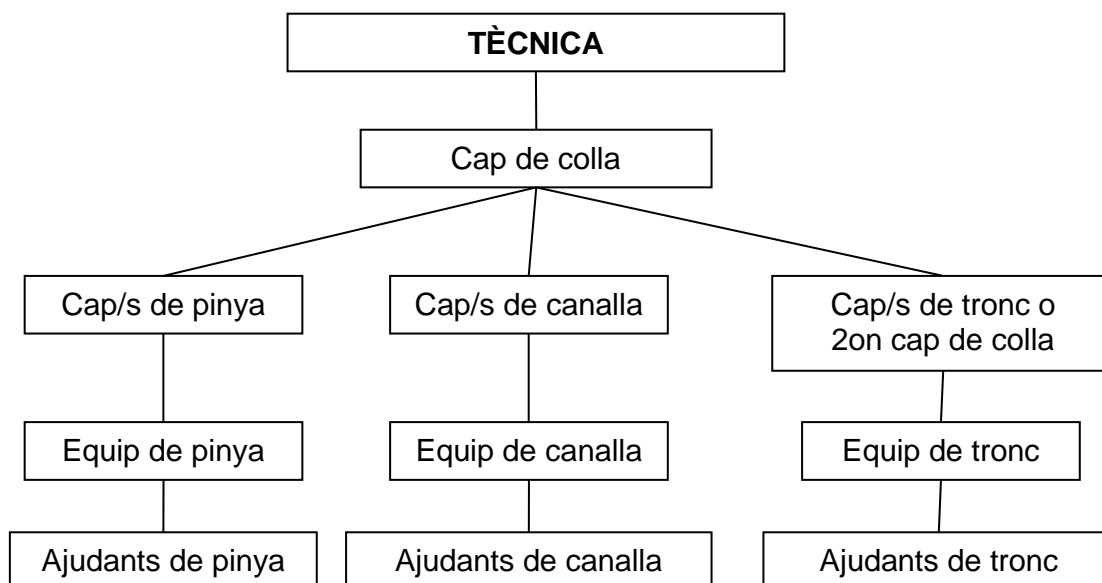 TÈCNICA
Cap de colla
Cap/s de pinya
Cap/s de canalla
Cap/s de tronc o
2on cap de colla
Equip de pinya
Equip de canalla
Equip de tronc
Ajudants de pinya
Ajudants de canalla
Ajudants de tronc